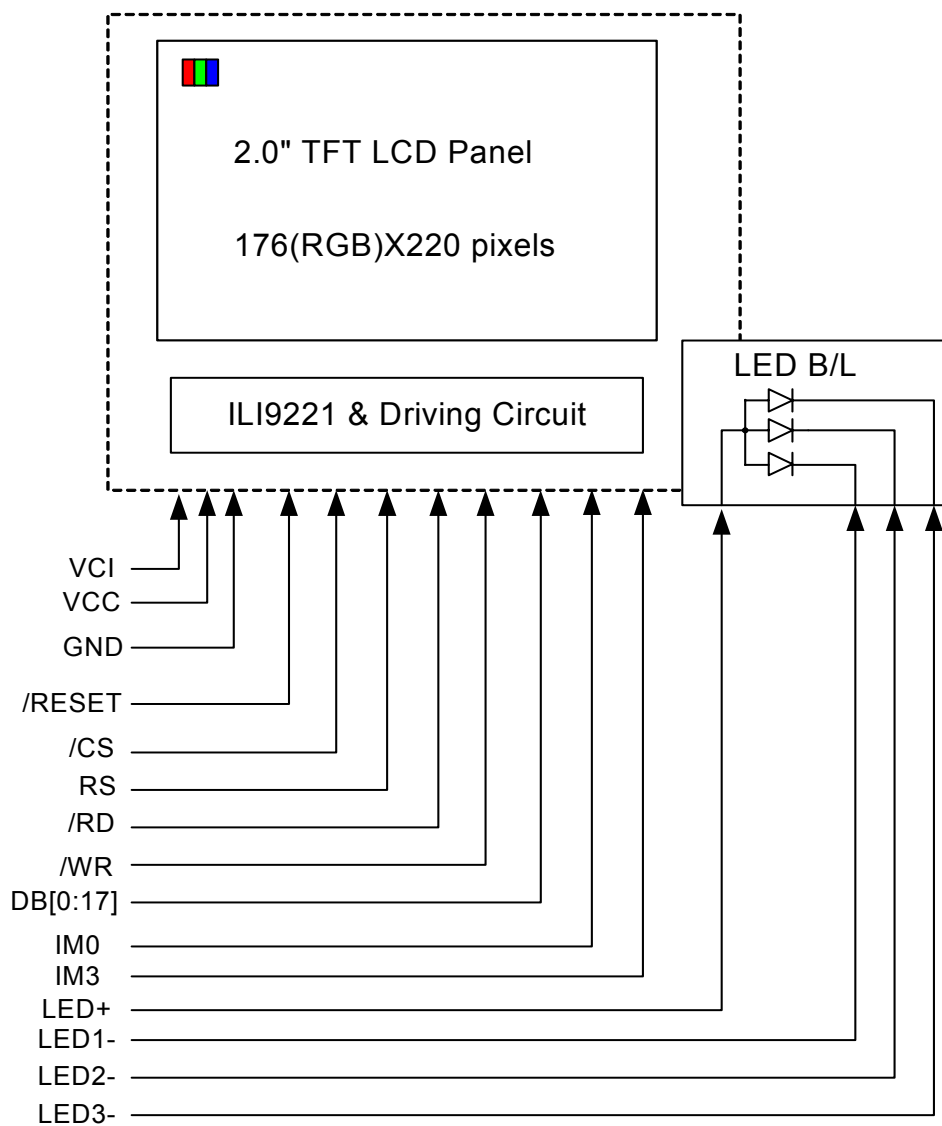 2.0" TFT LCD Panel
176(RGB)X220 pixels
LED B/L
ILI9221 & Driving Circuit
VCI
VCC
GND
/RESET
/CS
RS
/RD
/WR
DB[0:17]
IM0
IM3
LED+
LED1-
LED2-
LED3-